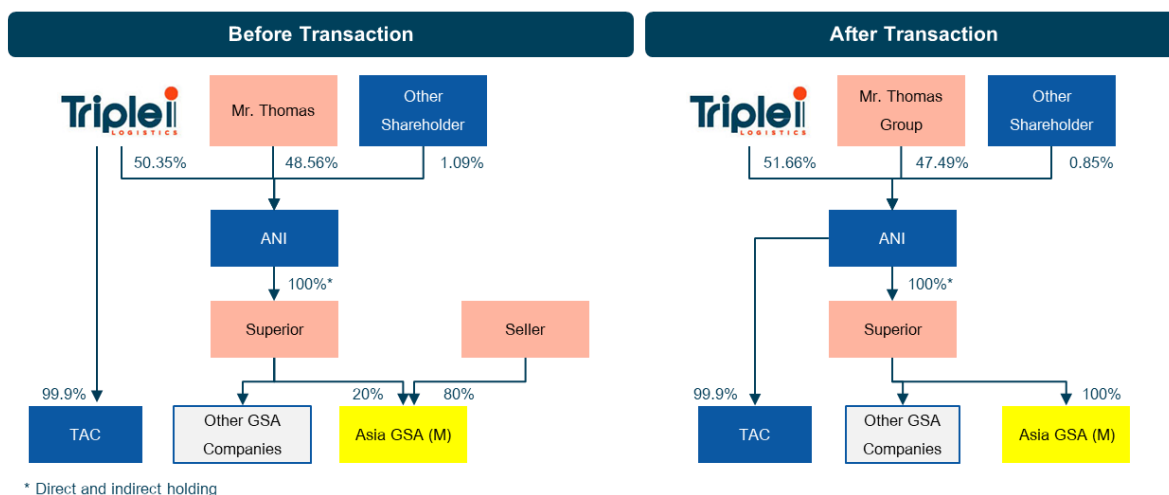 Before Transaction
After Transaction
Triplei
LOGISTICS
Mr. Thomas
Other
Shareholder
50.35%
48.56%
1.09%
ANI
100%*
Superior
Seller
99.9%
20%
80%
TAC
Other GSA
Companies
Asia GSA (M)
* Direct and indirect holding
Triplei
LOGISTICS
Mr. Thomas
Group
Other
Shareholder
51.66%
47.49%
0.85%
ANI
100%*
Superior
99.9%
100%
TAC
Other GSA
Companies
Asia GSA (M)